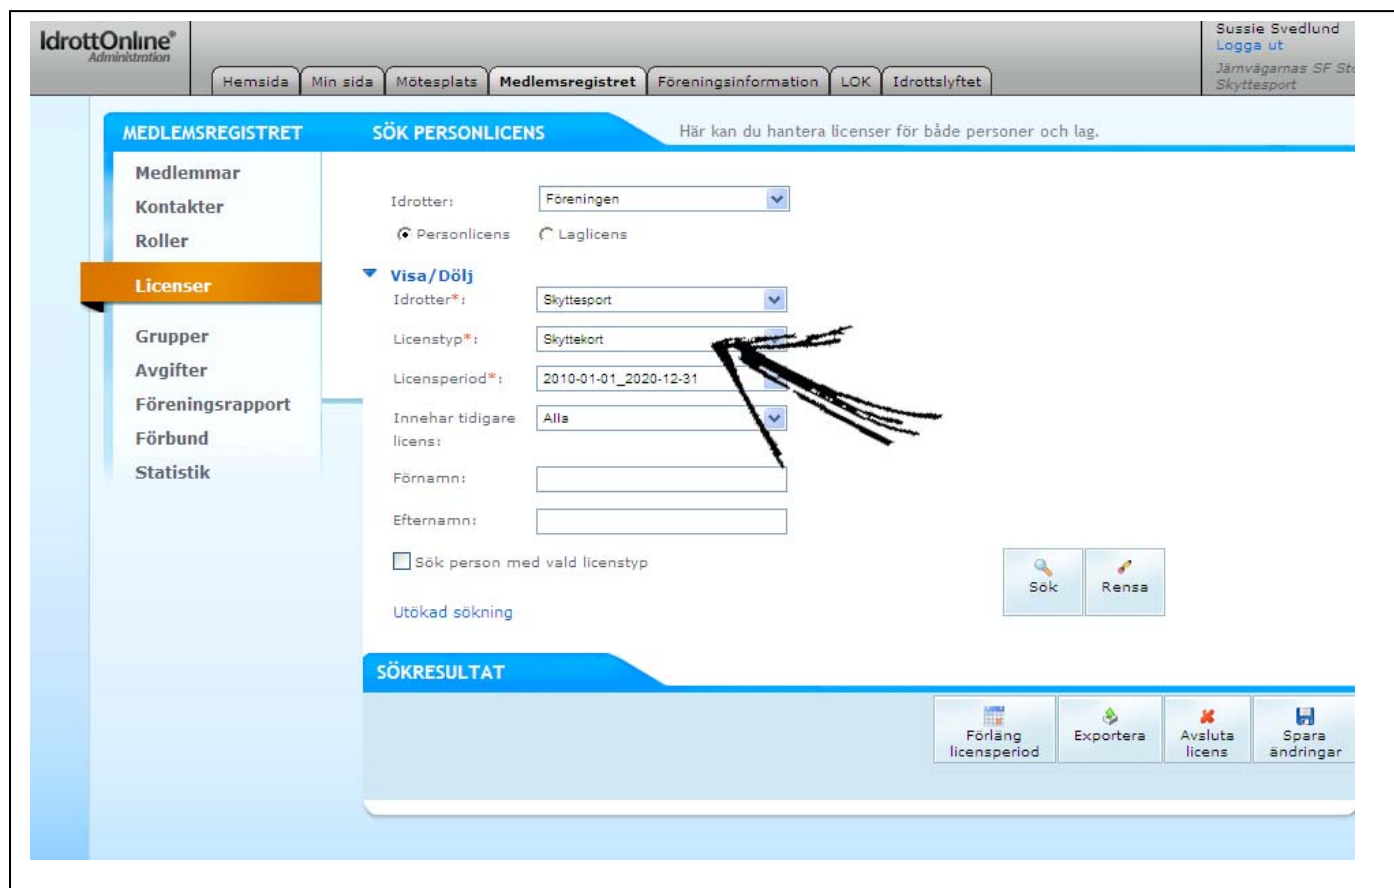 IdrottOnline®
Administration
Sussie Svedlund
Logga ut
Järnvägarnas SF
Skyttesport
Hemsida Min sida Mötesplats Medlemsregistret Föreningsinformation LOK Idrottslyftet
MEDLEMSREGISTRET
Medlemmar
Kontakter
Roller
Licenser
Grupper
Avgifter
Föreningsrapport
Förbund
Statistik
SÖK PERSONLICENS
Här kan du hantera licenser för både personer och lag.
Idrotter: Föreningen
Personlicens Laglicens
Visa/Dölj
Idrotter*: Skyttesport
Licenstyp*: Skyttekort
Licensperiod*: 2010-01-01_2020-12-31
Innehar tidigare Alla
licens:
Förnamn:
Efternamn:
Sök person med vald licenstyp
Utökad sökning
Sök Rensa
SÖKRESULTAT
Förläng Exportera Avsluta Spara
licensperiod licens ändringar